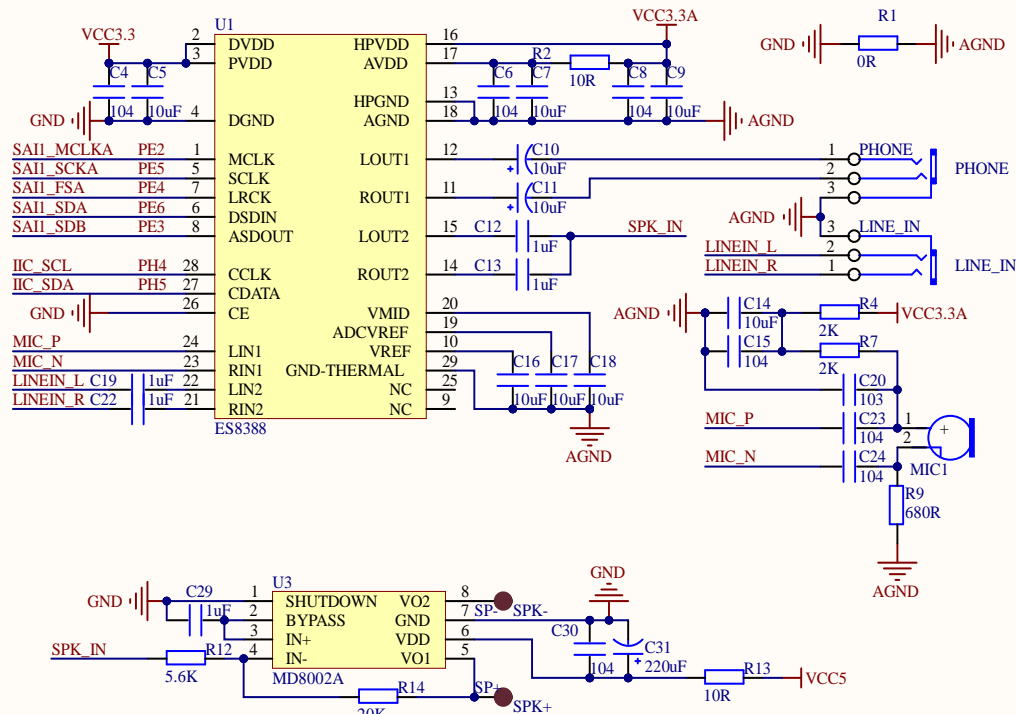 U1
VCC3.3
VCC3.3A
R1
GND
AGND
0R
2 DVDD HPVDD 16
3 PVDD AVDD 17
C4 C5
C6 C7 R2 C8 C9
10R
104 10uF
104 10uF 104 10uF
HPGND 13
GND 4 DGND AGND 18 AGND
SAI1_MCLKA PE2 1 MCLK LOUT1 12 C10 10uF 1 PHONE
SAI1_SCKA PE5 5 SCLK 2 PHONE
SAI1_FSA PE4 7 LRCK ROUT1 11 C11 10uF 3
SAI1_SDA PE6 6 DSDIN AGND
SAI1_SDB PE3 8 ASDOUT LOUT2 15 C12 1uF SPK_IN 3 LINE_IN
LINEIN_L 2
IIC_SCL PH4 28 CCLK ROUT2 14 C13 1uF LINEIN_R 1 LINE_IN
IIC_SDA PH5 27 CDATA
GND 26 CE VMID 20
ADCVREF 19
MIC_P 24 LIN1 VREF 10
MIC_N 23 RIN1 GND-THERMAL 29
LINEIN_L C19 1uF 22 LIN2 NC 25
LINEIN_R C22 1uF 21 RIN2 NC 9
ES8388
C16 C17 C18
10uF 10uF 10uF
AGND
AGND C14 10uF R4 2K VCC3.3A
C15 104 R7 2K
C20 103
MIC_P C23 104 1
+
2
MIC_N C24 104 MIC1
R9
680R
AGND
U3
GND
GND C29 1uF 1 SHUTDOWN VO2 8 SP- SPK-
2 BYPASS GND 7
3 IN+ VDD 6
SPK_IN R12 5.6K 4 IN- VO1 5
MD8002A
C30 104
C31 220uF
R13 10R VCC5
R14 20K
SP+ SPK+